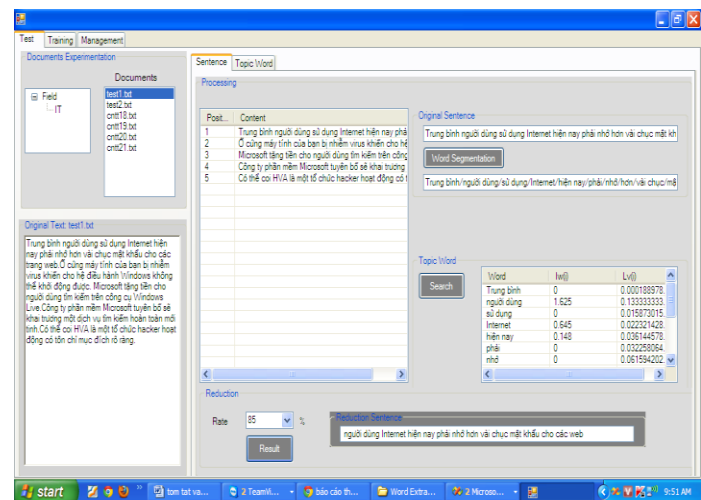 Test Training Management
Documents Experimentation
Documents
Field
IT
test1.txt
test2.txt
cntt18.txt
cntt19.txt
cntt20.txt
cntt21.txt
Original Text: test1.txt
Trung bình người dùng sử dụng Internet hiện
nay phải nhớ hơn vài chục mật khẩu cho các
trang web.Ổ cứng máy tính của bạn bị nhiễm
virus khiến cho hệ điều hành Windows không
thể khởi động được. Microsoft tặng tiền cho
người dùng tìm kiếm trên công cụ Windows
Live.Công ty phần mềm Microsoft tuyên bố sẽ
khai trương một dịch vụ tìm kiếm hoàn toàn mới
tinh.Có thể coi HVA là một tổ chức hacker hoạt
động có tôn chỉ mục đích rõ ràng.
Sentence Topic Word
Processing
Posit... Content
1 Trung bình người dùng sử dụng Internet hiện nay phả
2 Ổ cứng máy tính của bạn bị nhiễm virus khiến cho hệ
3 Microsoft tặng tiền cho người dùng tìm kiếm trên công
4 Công ty phần mềm Microsoft tuyên bố sẽ khai trương
5 Có thể coi HVA là một tổ chức hacker hoạt động có t
Original Sentence
Trung bình người dùng sử dụng Internet hiện nay phải nhớ hơn vài chục mật kh
Word Segmentation
Trung bình/người dùng/sử dụng/Internet/hiện nay/phải/nhớ/hơn/vài chục/mậ
Topic Word
Search
Word Iw(i) Lv(i)
Trung bình 0 0.000188978.
người dùng 1.625 0.133333333.
sử dụng 0 0.015873015.
Internet 0.645 0.022321428.
hiện nay 0.148 0.036144578.
phải 0 0.032258064.
nhớ 0 0.061594202.
Reduction
Rate 85 %
Result
Reduction Sentence
người dùng Internet hiện nay phải nhớ hơn vài chục mật khẩu cho các web
start
tom tat va...
2 TeamVi...
báo cáo th...
Word Extra...
2 Microso...
9:51 AM